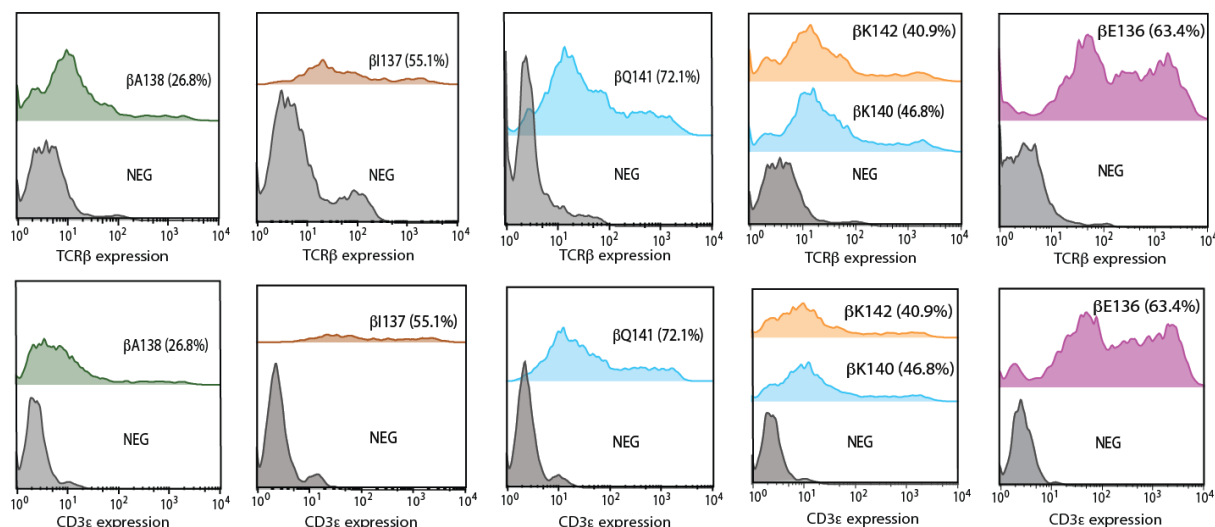 βA138 (26.8%)
NEG
10⁰ 10¹ 10² 10³ 10⁴
TCRβ expression
βI137 (55.1%)
NEG
10⁰ 10¹ 10² 10³ 10⁴
TCRβ expression
βQ141 (72.1%)
NEG
10⁰ 10¹ 10² 10³ 10⁴
TCRβ expression
βK142 (40.9%)
βK140 (46.8%)
NEG
10⁰ 10¹ 10² 10³ 10⁴
TCRβ expression
βE136 (63.4%)
NEG
10⁰ 10¹ 10² 10³ 10⁴
TCRβ expression
βA138 (26.8%)
NEG
10⁰ 10¹ 10² 10³ 10⁴
CD3ε expression
βI137 (55.1%)
NEG
10⁰ 10¹ 10² 10³ 10⁴
CD3ε expression
βQ141 (72.1%)
NEG
10⁰ 10¹ 10² 10³ 10⁴
CD3ε expression
βK142 (40.9%)
βK140 (46.8%)
NEG
10⁰ 10¹ 10² 10³ 10⁴
CD3ε expression
βE136 (63.4%)
NEG
10⁰ 10¹ 10² 10³ 10⁴
CD3ε expression